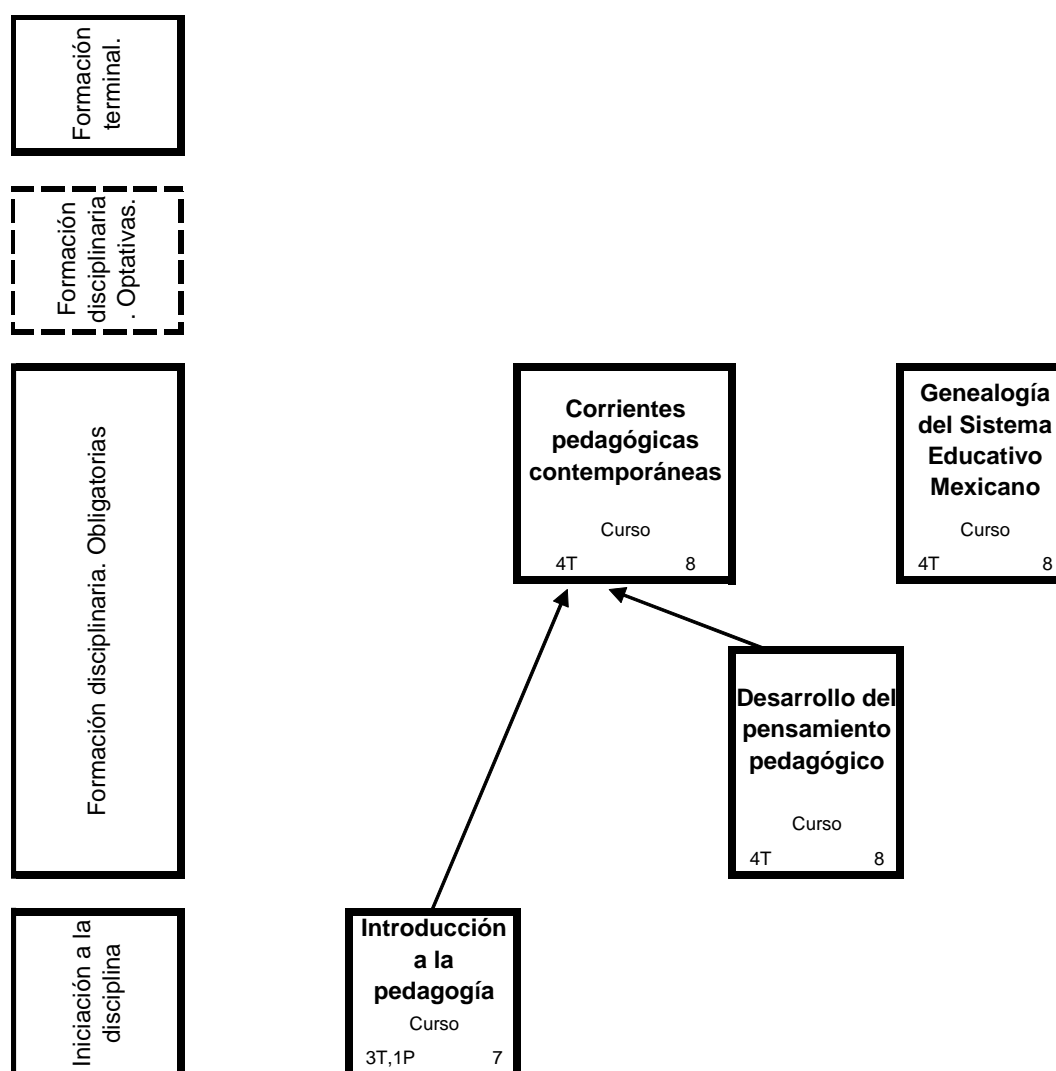 Formación
terminal.
Formación
disciplinaria
. Optativas.
Formación disciplinaria. Obligatorias
Corrientes
pedagógicas
contemporáneas
Curso
4T 8
Genealogía
del Sistema
Educativo
Mexicano
Curso
4T 8
Desarrollo del
pensamiento
pedagógico
Curso
4T 8
Iniciación a la
disciplina
Introducción
a la
pedagogía
Curso
3T,1P 7